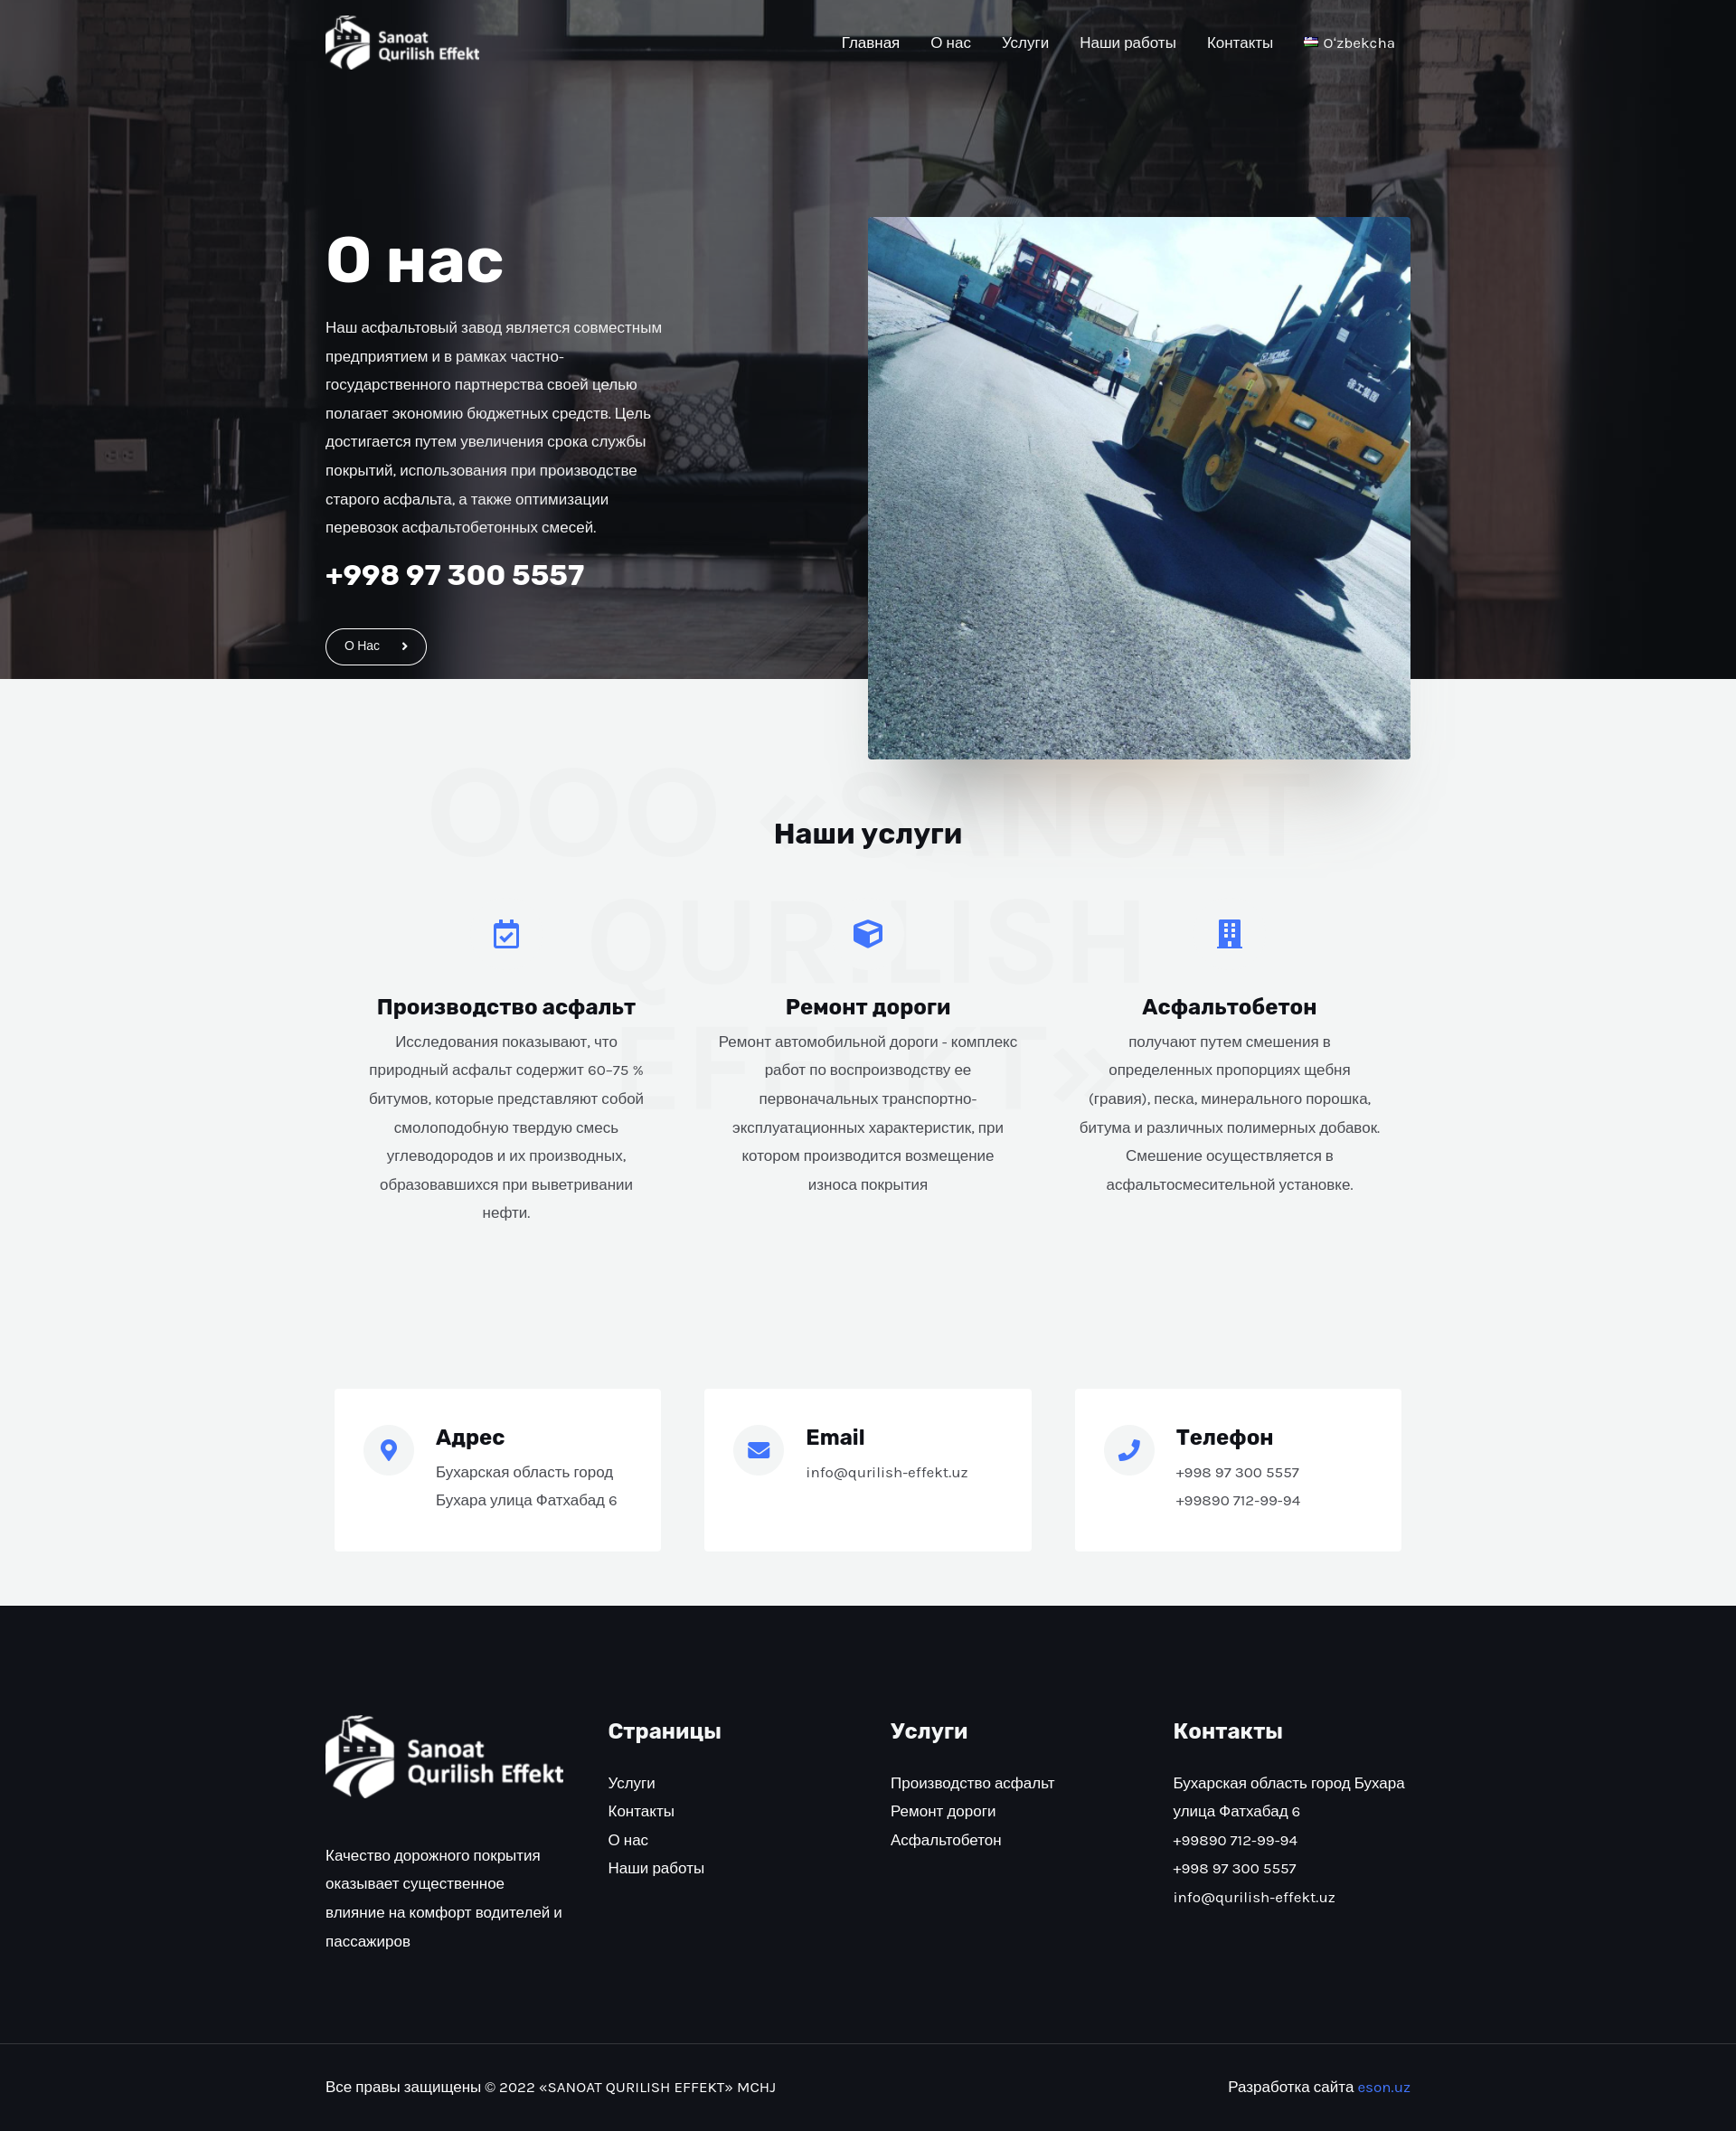 Sanoat
Qurilish Effekt
Главная
О нас
Услуги
Наши работы
Контакты
O'zbekcha
О нас
Наш асфальтовый завод является совместным
предприятием и в рамках частно-
государственного партнерства своей целью
полагает экономию бюджетных средств. Цель
достигается путем увеличения срока службы
покрытий, использования при производстве
старого асфальта, а также оптимизации
перевозок асфальтобетонных смесей.
+998 97 300 5557
О Нас
XCMG
徐工集团
ООО «SANOAT
QURILISH
EFFEKT»
Наши услуги
Производство асфальт
Исследования показывают, что
природный асфальт содержит 60–75 %
битумов, которые представляют собой
смолоподобную твердую смесь
углеводородов и их производных,
образовавшихся при выветривании
нефти.
Ремонт дороги
Ремонт автомобильной дороги - комплекс
работ по воспроизводству ее
первоначальных транспортно-
эксплуатационных характеристик, при
котором производится возмещение
износа покрытия
Асфальтобетон
получают путем смешения в
определенных пропорциях щебня
(гравия), песка, минерального порошка,
битума и различных полимерных добавок.
Смешение осуществляется в
асфальтосмесительной установке.
Адрес
Бухарская область город
Бухара улица Фатхабад 6
Email
info@qurilish-effekt.uz
Телефон
+998 97 300 5557
+99890 712-99-94
Sanoat
Qurilish Effekt
Качество дорожного покрытия
оказывает существенное
влияние на комфорт водителей и
пассажиров
Страницы
Услуги
Контакты
О нас
Наши работы
Услуги
Производство асфальт
Ремонт дороги
Асфальтобетон
Контакты
Бухарская область город Бухара
улица Фатхабад 6
+99890 712-99-94
+998 97 300 5557
info@qurilish-effekt.uz
Все правы защищены © 2022 «SANOAT QURILISH EFFEKT» MCHJ
Разработка сайта eson.uz